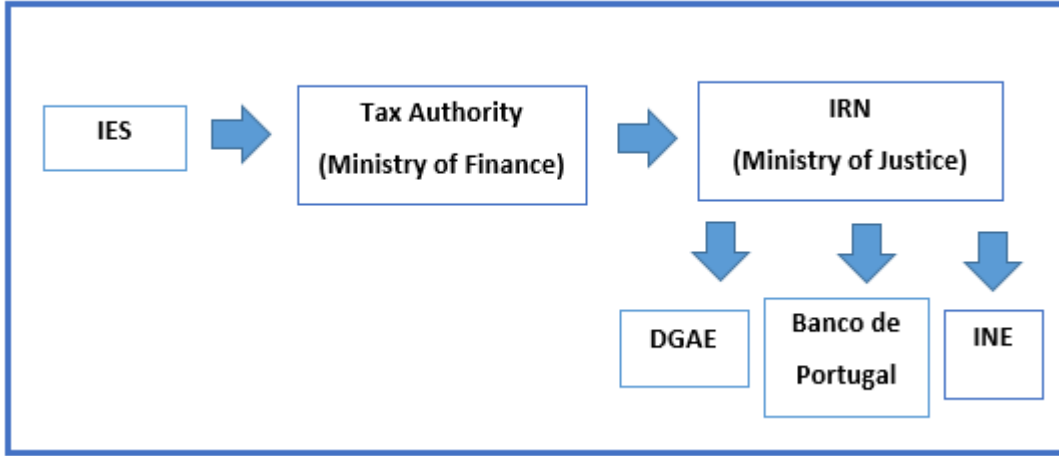 IES
Tax Authority
(Ministry of Finance)
IRN
(Ministry of Justice)
DGAE
Banco de
Portugal
INE